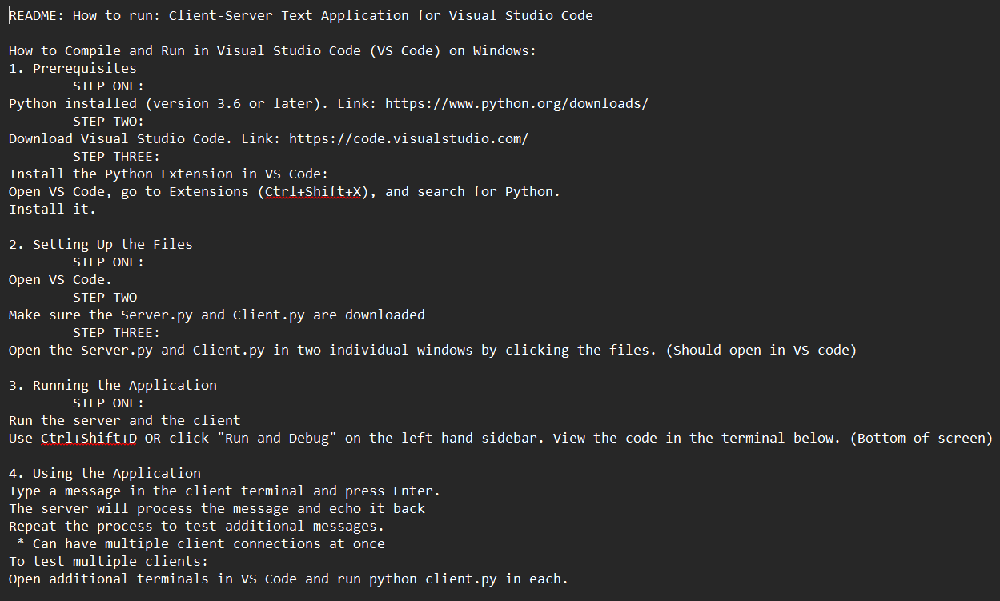 README: How to run: Client-Server Text Application for Visual Studio Code
How to Compile and Run in Visual Studio Code (VS Code) on Windows:
1. Prerequisites
STEP ONE:
Python installed (version 3.6 or later). Link: https://www.python.org/downloads/
STEP TWO:
Download Visual Studio Code. Link: https://code.visualstudio.com/
STEP THREE:
Install the Python Extension in VS Code:
Open VS Code, go to Extensions (Ctrl+Shift+X), and search for Python.
Install it.
2. Setting Up the Files
STEP ONE:
Open VS Code.
STEP TWO
Make sure the Server.py and Client.py are downloaded
STEP THREE:
Open the Server.py and Client.py in two individual windows by clicking the files. (Should open in VS code)
3. Running the Application
STEP ONE:
Run the server and the client
Use Ctrl+Shift+D OR click "Run and Debug" on the left hand sidebar. View the code in the terminal below. (Bottom of screen)
4. Using the Application
Type a message in the client terminal and press Enter.
The server will process the message and echo it back
Repeat the process to test additional messages.
* Can have multiple client connections at once
To test multiple clients:
Open additional terminals in VS Code and run python client.py in each.